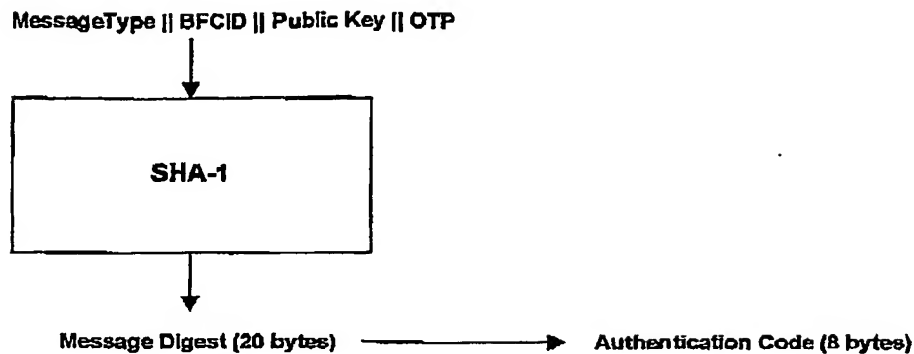 MessageType || BFCID || Public Key || OTP
SHA-1
Message Digest (20 bytes)
Authentication Code (8 bytes)